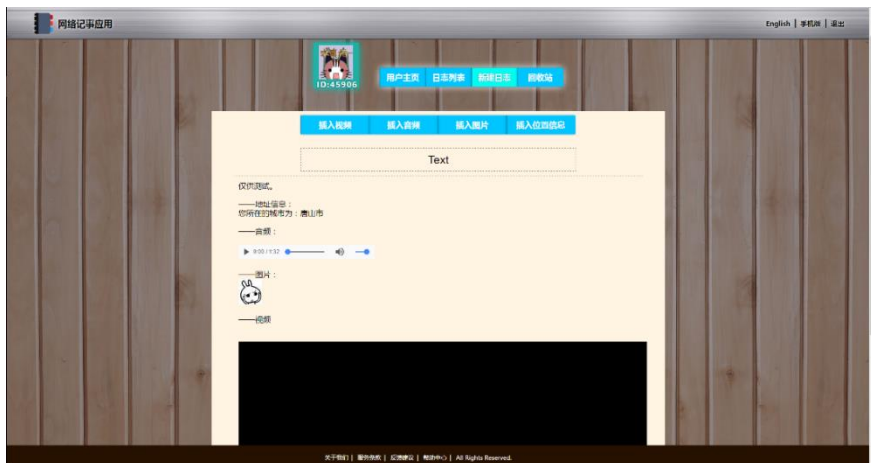 网络记事应用
English | 手机版 | 退出
ID:45906
用户主页 日志列表 新建日志 回收站
插入视频 插入音频 插入图片 插入位置信息
Text
仅供测试。
——地址信息：
您所在的城市为：唐山市
——音频：
——图片：
——视频
关于我们 | 服务条款 | 反馈建议 | 帮助中心 | All Rights Reserved.